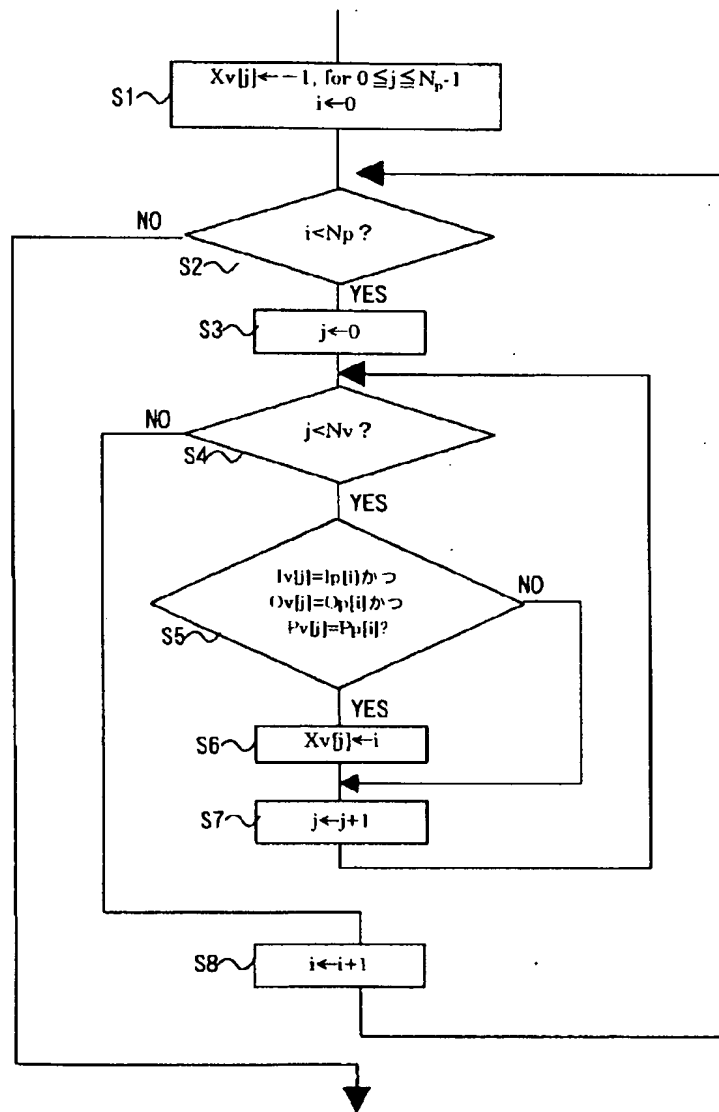 S1
Xv[j]←−1, for 0≦j≦Np-1
i←0
NO
i<Np ?
S2
YES
S3
j←0
NO
j<Nv ?
S4
YES
Iv[j]=Ip[i]かつ
Ov[j]=Op[i]かつ
Pv[j]=Pp[i]?
NO
S5
YES
S6
Xv[j]←i
S7
j←j+1
S8
i←i+1